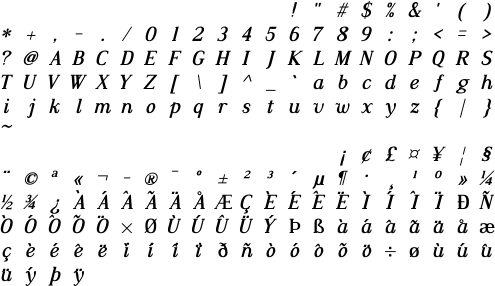 ! " # $ % & ' ( )
* + , - . / 0 1 2 3 4 5 6 7 8 9 : ; < = >
? @ A B C D E F G H I J K L M N O P Q R S
T U V W X Y Z [ \ ] ^ _ ` a b c d e f g h
i j k l m n o p q r s t u v w x y z { | }
~
¡ ¢ £ ¤ ¥ ¦ §
¨ © ª « ¬ - ® ¯ ° ± ² ³ ´ µ ¶ · ¸ ¹ º » ¼
½ ¾ ¿ À Á Â Ã Ä Å Æ Ç È É Ê Ë Ì Í Î Ï Ð Ñ
Ò Ó Ô Õ Ö × Ø Ù Ú Û Ü Ý Þ ß à á â ã ä å æ
ç è é ê ë ì í î ï ð ñ ò ó ô õ ö ÷ ø ù ú û
ü ý þ ÿ